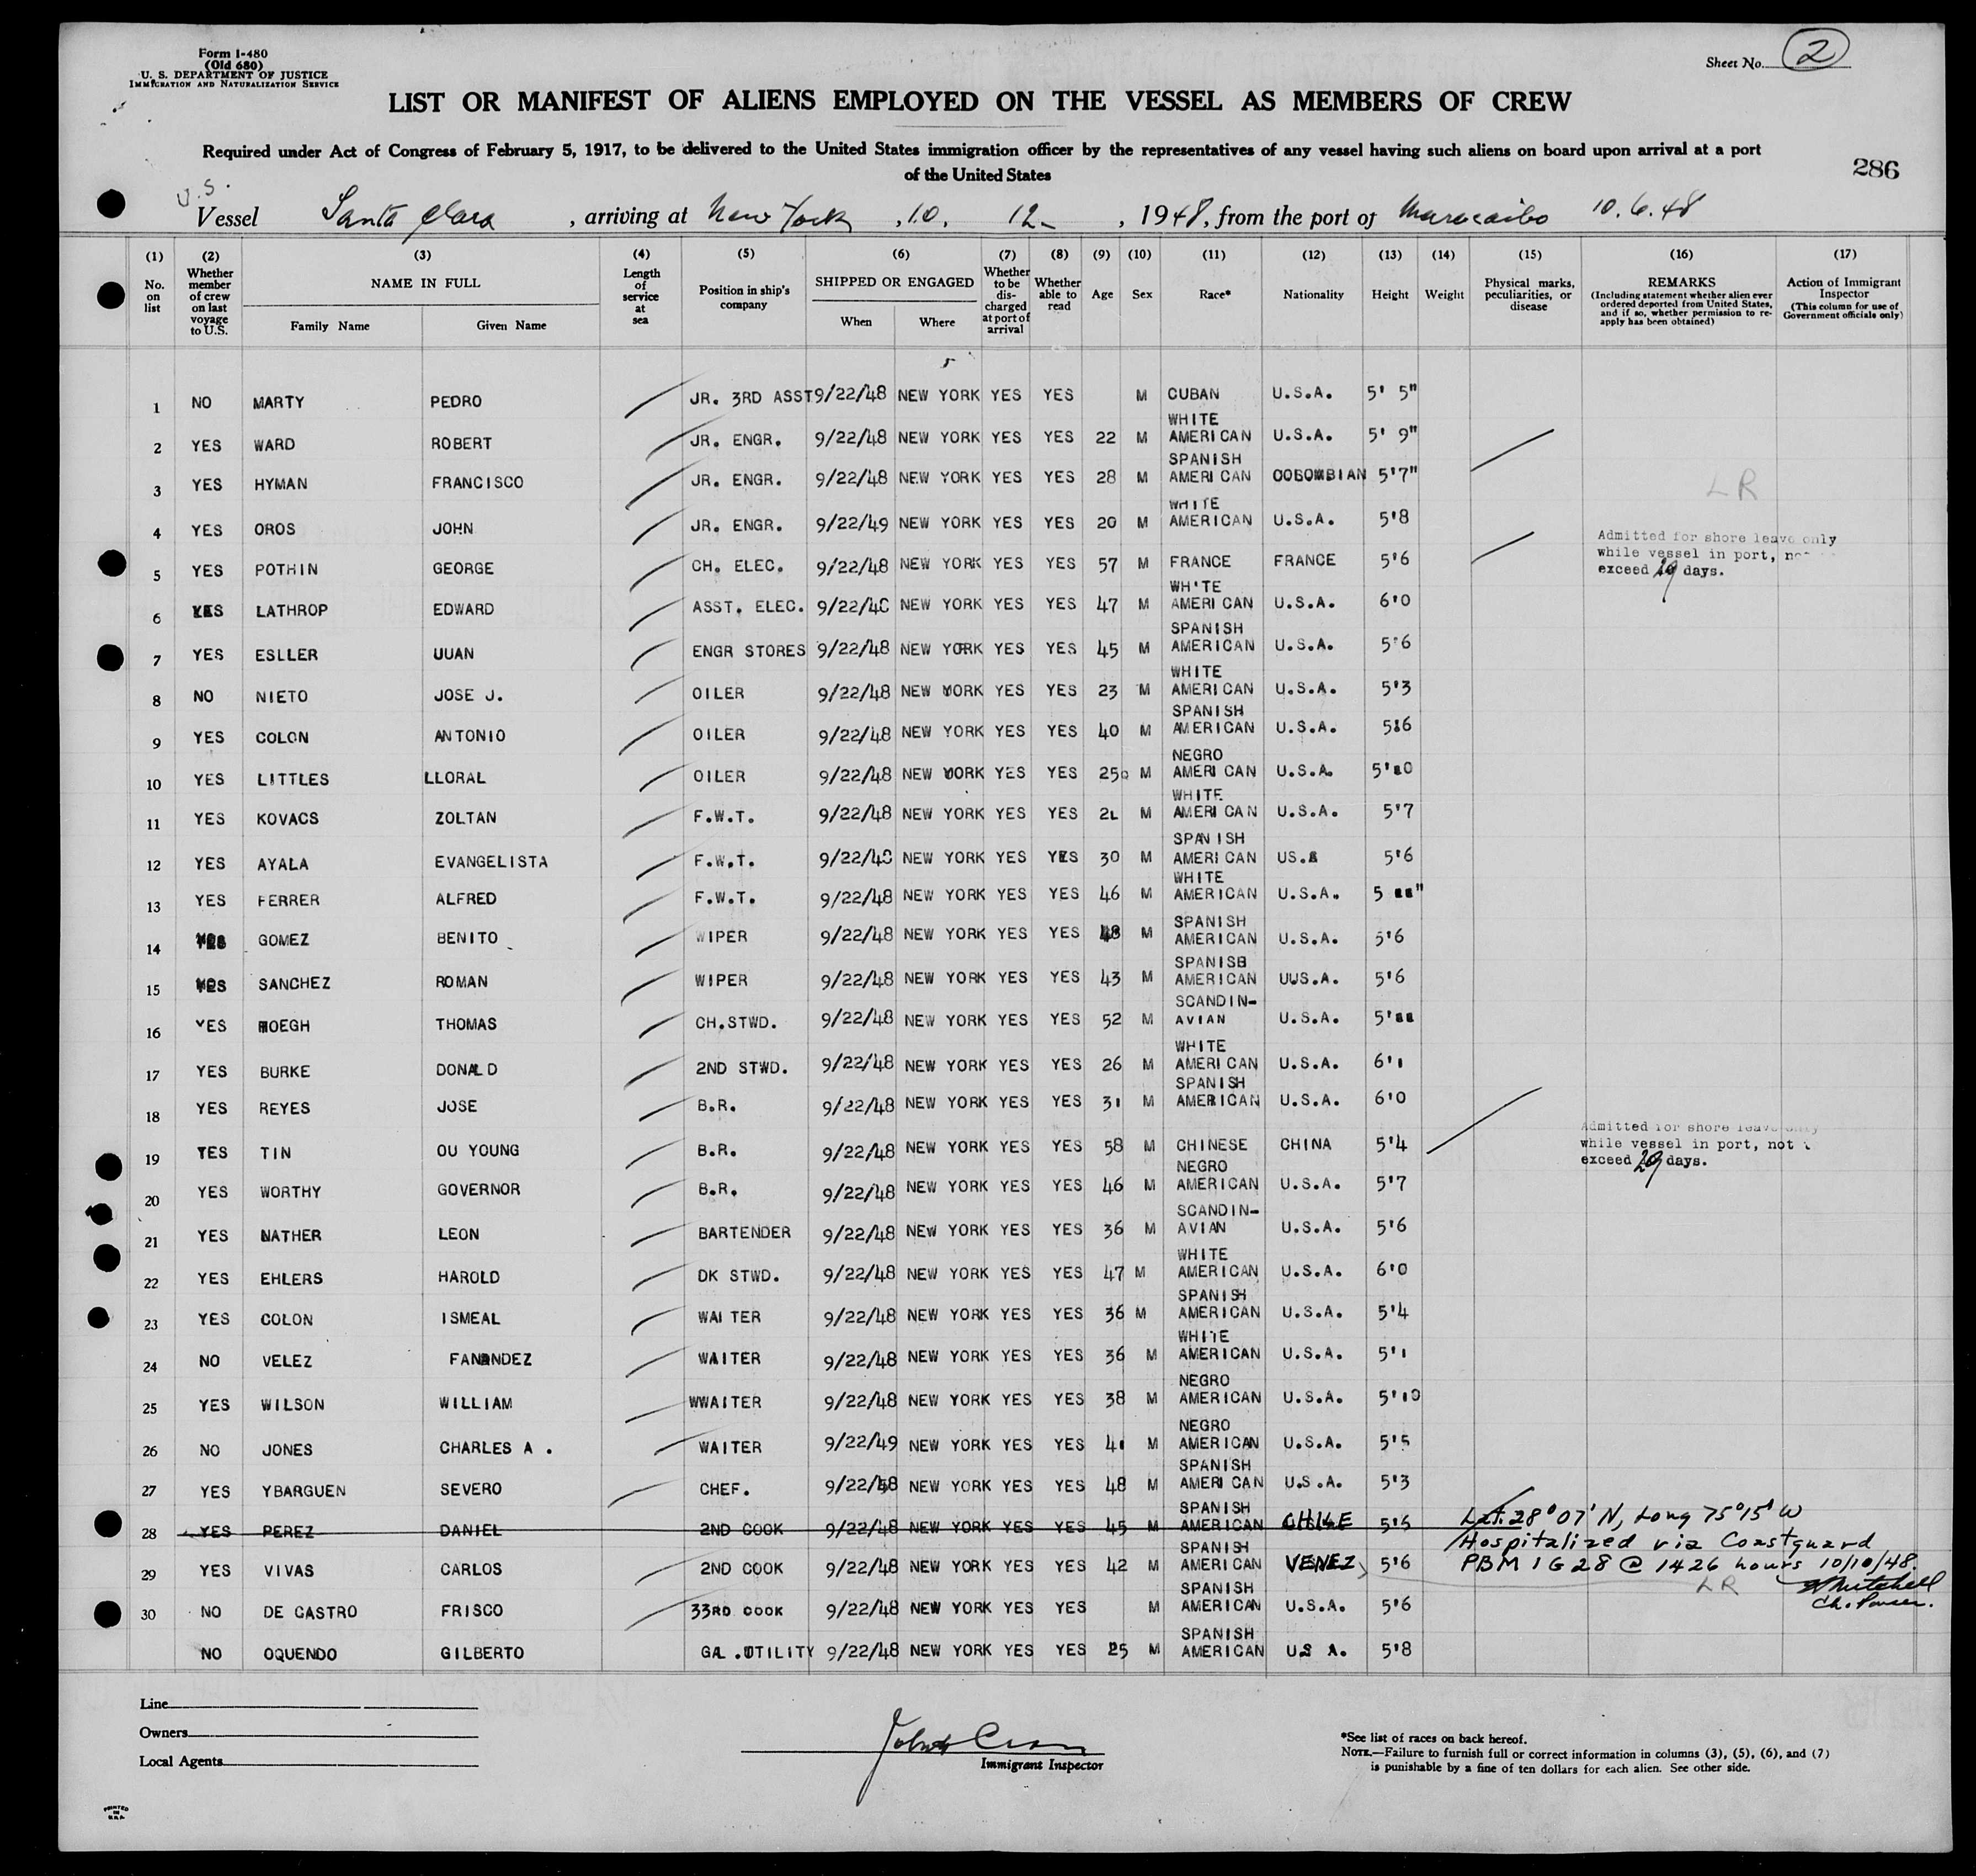 Form I-480
(Old 680)
U. S. DEPARTMENT OF JUSTICE
IMMIGRATION AND NATURALIZATION SERVICE
Sheet No. 2
LIST OR MANIFEST OF ALIENS EMPLOYED ON THE VESSEL AS MEMBERS OF CREW
Required under Act of Congress of February 5, 1917, to be delivered to the United States immigration officer by the representatives of any vessel having such aliens on board upon arrival at a port
of the United States
286
U.S.
Vessel Santa Clara, arriving at New York, 10, 12, 1948, from the port of Maracaibo 10.6.48
(1) (2) (3) (4) (5) (6) (7) (8) (9) (10) (11) (12) (13) (14) (15) (16) (17)
No. on list
Whether member of crew on last voyage to U.S.
NAME IN FULL
Family Name Given Name
Length of service at sea
Position in ship's company
SHIPPED OR ENGAGED
When Where
Whether to be discharged at port of arrival
Whether able to read
Age
Sex
Race*
Nationality
Height
Weight
Physical marks, peculiarities, or disease
REMARKS
(Including statement whether alien ever ordered deported from United States, and if so, whether permission to reapply has been obtained)
Action of Immigrant Inspector
(This column for use of Government officials only)
1 NO MARTY PEDRO JR. 3RD ASST 9/22/48 NEW YORK YES YES M CUBAN U.S.A. 5' 5"
2 YES WARD ROBERT JR. ENGR. 9/22/48 NEW YORK YES YES 22 M WHITE AMERICAN U.S.A. 5' 9"
3 YES HYMAN FRANCISCO JR. ENGR. 9/22/48 NEW YORK YES YES 28 M SPANISH AMERICAN COLOMBIAN 5'7" LR
4 YES OROS JOHN JR. ENGR. 9/22/49 NEW YORK YES YES 20 M WHITE AMERICAN U.S.A. 5'8
5 YES POTHIN GEORGE CH. ELEC. 9/22/48 NEW YORK YES YES 57 M FRANCE FRANCE 5'6
Admitted for shore leave only
while vessel in port, not
exceed 29 days.
6 YES LATHROP EDWARD ASST. ELEC. 9/22/48 NEW YORK YES YES 47 M WHITE AMERICAN U.S.A. 6'0
7 YES ESLLER UUAN ENGR STORES 9/22/48 NEW YORK YES YES 45 M SPANISH AMERICAN U.S.A. 5'6
8 NO NIETO JOSE J. OILER 9/22/48 NEW YORK YES YES 23 M WHITE AMERICAN U.S.A. 5'3
9 YES COLON ANTONIO OILER 9/22/48 NEW YORK YES YES 40 M SPANISH AMERICAN U.S.A. 5'6
10 YES LITTLES LLORAL OILER 9/22/48 NEW YORK YES YES 25 M NEGRO AMERICAN U.S.A. 5'10
11 YES KOVACS ZOLTAN F.W.T. 9/22/48 NEW YORK YES YES M WHITE AMERICAN U.S.A. 5'7
12 YES AYALA EVANGELISTA F.W.T. 9/22/48 NEW YORK YES YES 30 M SPANISH AMERICAN US.A 5'6
13 YES FERRER ALFRED F.W.T. 9/22/48 NEW YORK YES YES 46 M WHITE AMERICAN U.S.A. 5
14 YES GOMEZ BENITO WIPER 9/22/48 NEW YORK YES YES 48 M SPANISH AMERICAN U.S.A. 5'6
15 YES SANCHEZ ROMAN WIPER 9/22/48 NEW YORK YES YES 43 M SPANISB AMERICAN UUS.A. 5'6
16 YES HOEGH THOMAS CH.STWD. 9/22/48 NEW YORK YES YES 52 M SCANDIN-AVIAN U.S.A.
17 YES BURKE DONALD 2ND STWD. 9/22/48 NEW YORK YES YES 26 M WHITE AMERICAN U.S.A. 6'1
18 YES REYES JOSE B.R. 9/22/48 NEW YORK YES YES 31 M SPANISH AMERICAN U.S.A. 6'0
19 YES TIN OU YOUNG B.R. 9/22/48 NEW YORK YES YES 58 M CHINESE CHINA 5'4
Admitted for shore leave only
while vessel in port, not t
exceed 29 days.
20 YES WORTHY GOVERNOR B.R. 9/22/48 NEW YORK YES YES 46 M NEGRO AMERICAN U.S.A. 5'7
21 YES NATHER LEON BARTENDER 9/22/48 NEW YORK YES YES 36 M SCANDIN-AVIAN U.S.A. 5'6
22 YES EHLERS HAROLD DK STWD. 9/22/48 NEW YORK YES YES 47 M WHITE AMERICAN U.S.A. 6'0
23 YES COLON ISMEAL WAITER 9/22/48 NEW YORK YES YES 36 M SPANISH AMERICAN U.S.A. 5'4
24 NO VELEZ FANANDEZ WAITER 9/22/48 NEW YORK YES YES 36 M WHITE AMERICAN U.S.A. 5'1
25 YES WILSON WILLIAM WWAITER 9/22/48 NEW YORK YES YES 38 M NEGRO AMERICAN U.S.A. 5'10
26 NO JONES CHARLES A . WAITER 9/22/49 NEW YORK YES YES 41 M NEGRO AMERICAN U.S.A. 5'5
27 YES YBARGUEN SEVERO CHEF. 9/22/48 NEW YORK YES YES 48 M SPANISH AMERICAN U.S.A. 5'3
28 YES PEREZ DANIEL 2ND COOK 9/22/48 NEW YORK YES YES 45 M SPANISH AMERICAN CHILE 5'5
Lat. 28°07' N, Long 75°15' W
Hospitalized via Coastguard
PBM 1G28 @ 1426 hours 10/10/48.
29 YES VIVAS CARLOS 2ND COOK 9/22/48 NEW YORK YES YES 42 M SPANISH AMERICAN VENEZ 5'6 LR
Mitchell
Ch. Purser.
30 NO DE CASTRO FRISCO 33RD COOK 9/22/48 NEW YORK YES YES M SPANISH AMERICAN U.S.A. 5'6
NO OQUENDO GILBERTO GAL .UTILITY 9/22/48 NEW YORK YES YES 25 M SPANISH AMERICAN U.S A. 5'8
Line
Owners
Local Agents
Immigrant Inspector
*See list of races on back hereof.
NOTE.—Failure to furnish full or correct information in columns (3), (5), (6), and (7)
is punishable by a fine of ten dollars for each alien. See other side.
PRINTED
IN
U.S.A.